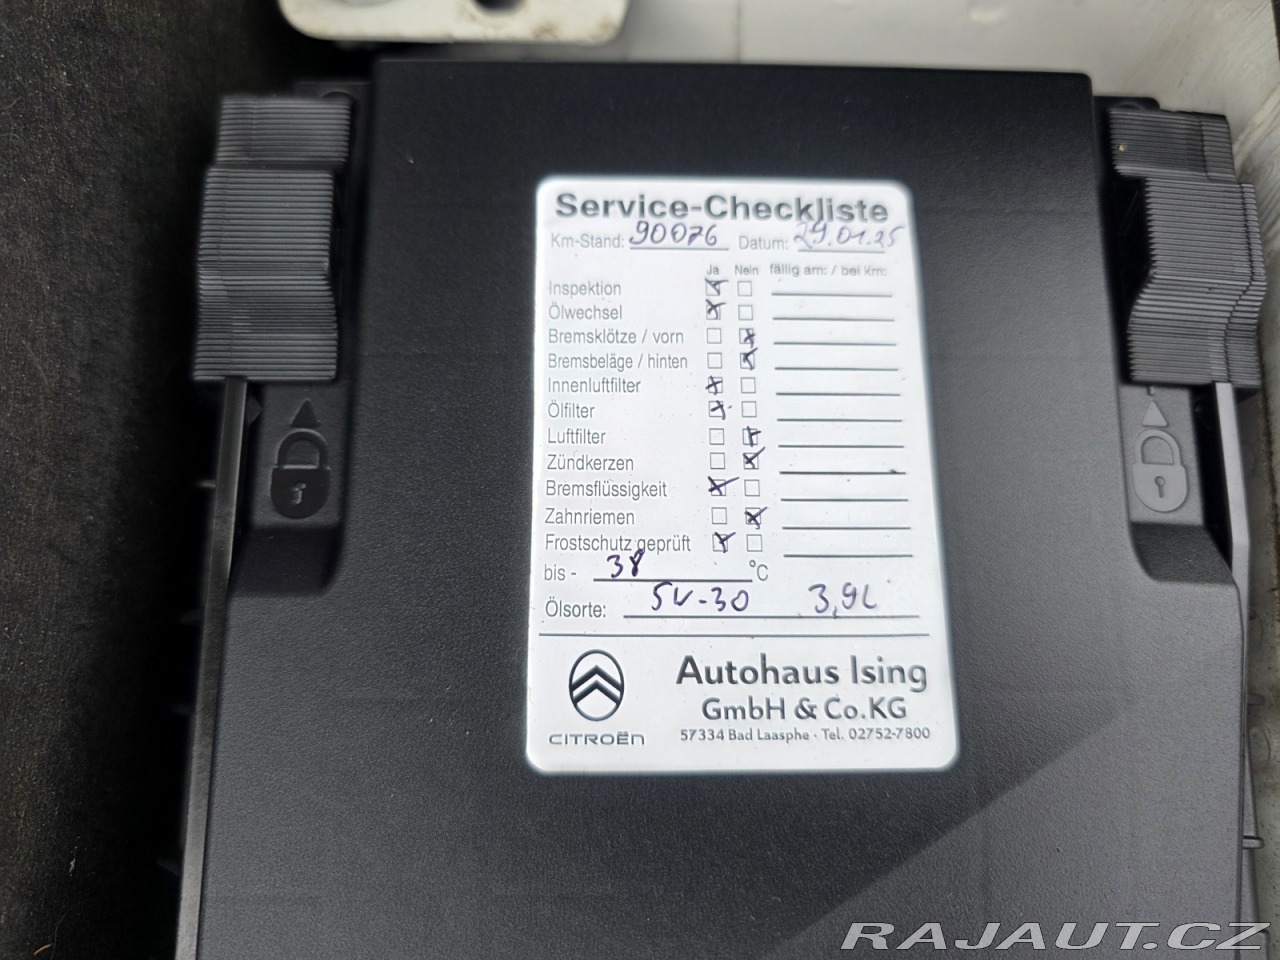 Service-Checkliste
Km-Stand: 90076 Datum: 29.01.25
Ja Nein fällig am: / bei km:
Inspektion
Ölwechsel
Bremsklötze / vorn
Bremsbeläge / hinten
Innenluftfilter
Ölfilter
Luftfilter
Zündkerzen
Bremsflüssigkeit
Zahnriemen
Frostschutz geprüft
bis - 38 °C
Ölsorte: 5W-30 3,9L
Autohaus Ising
GmbH & Co.KG
CITROËN 57334 Bad Laasphe · Tel. 02752-7800
RAJAUT.CZ